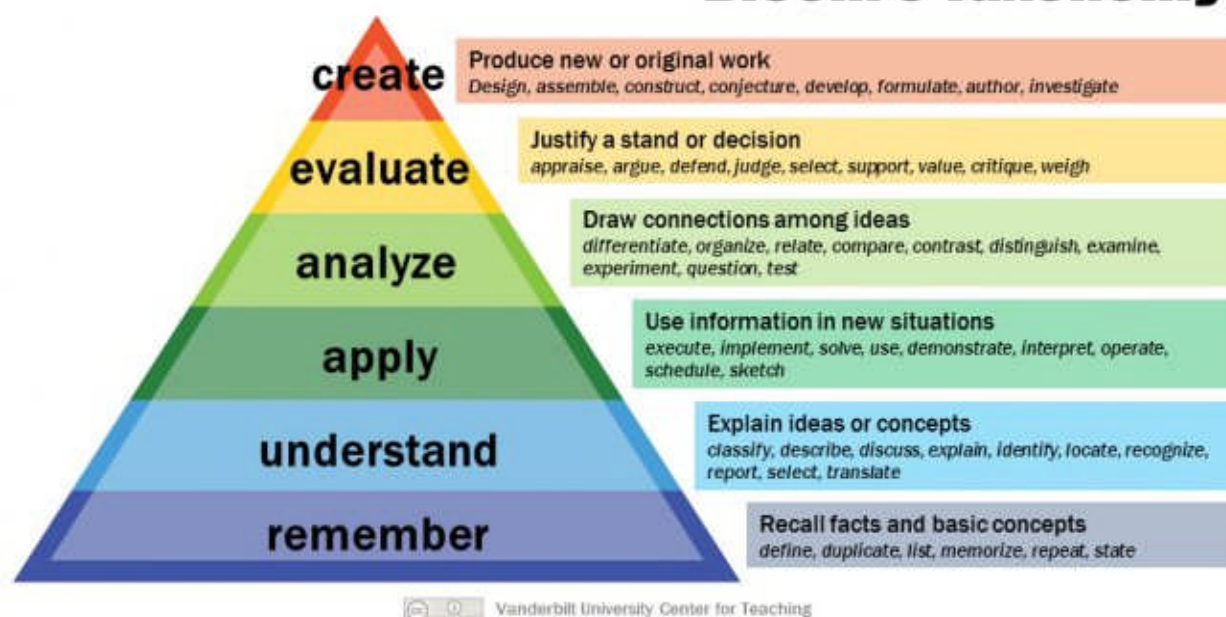 create
Produce new or original work
Design, assemble, construct, conjecture, develop, formulate, author, investigate
evaluate
Justify a stand or decision
appraise, argue, defend, judge, select, support, value, critique, weigh
analyze
Draw connections among ideas
differentiate, organize, relate, compare, contrast, distinguish, examine,
experiment, question, test
apply
Use information in new situations
execute, implement, solve, use, demonstrate, interpret, operate,
schedule, sketch
understand
Explain ideas or concepts
classify, describe, discuss, explain, identify, locate, recognize,
report, select, translate
remember
Recall facts and basic concepts
define, duplicate, list, memorize, repeat, state
Vanderbilt University Center for Teaching